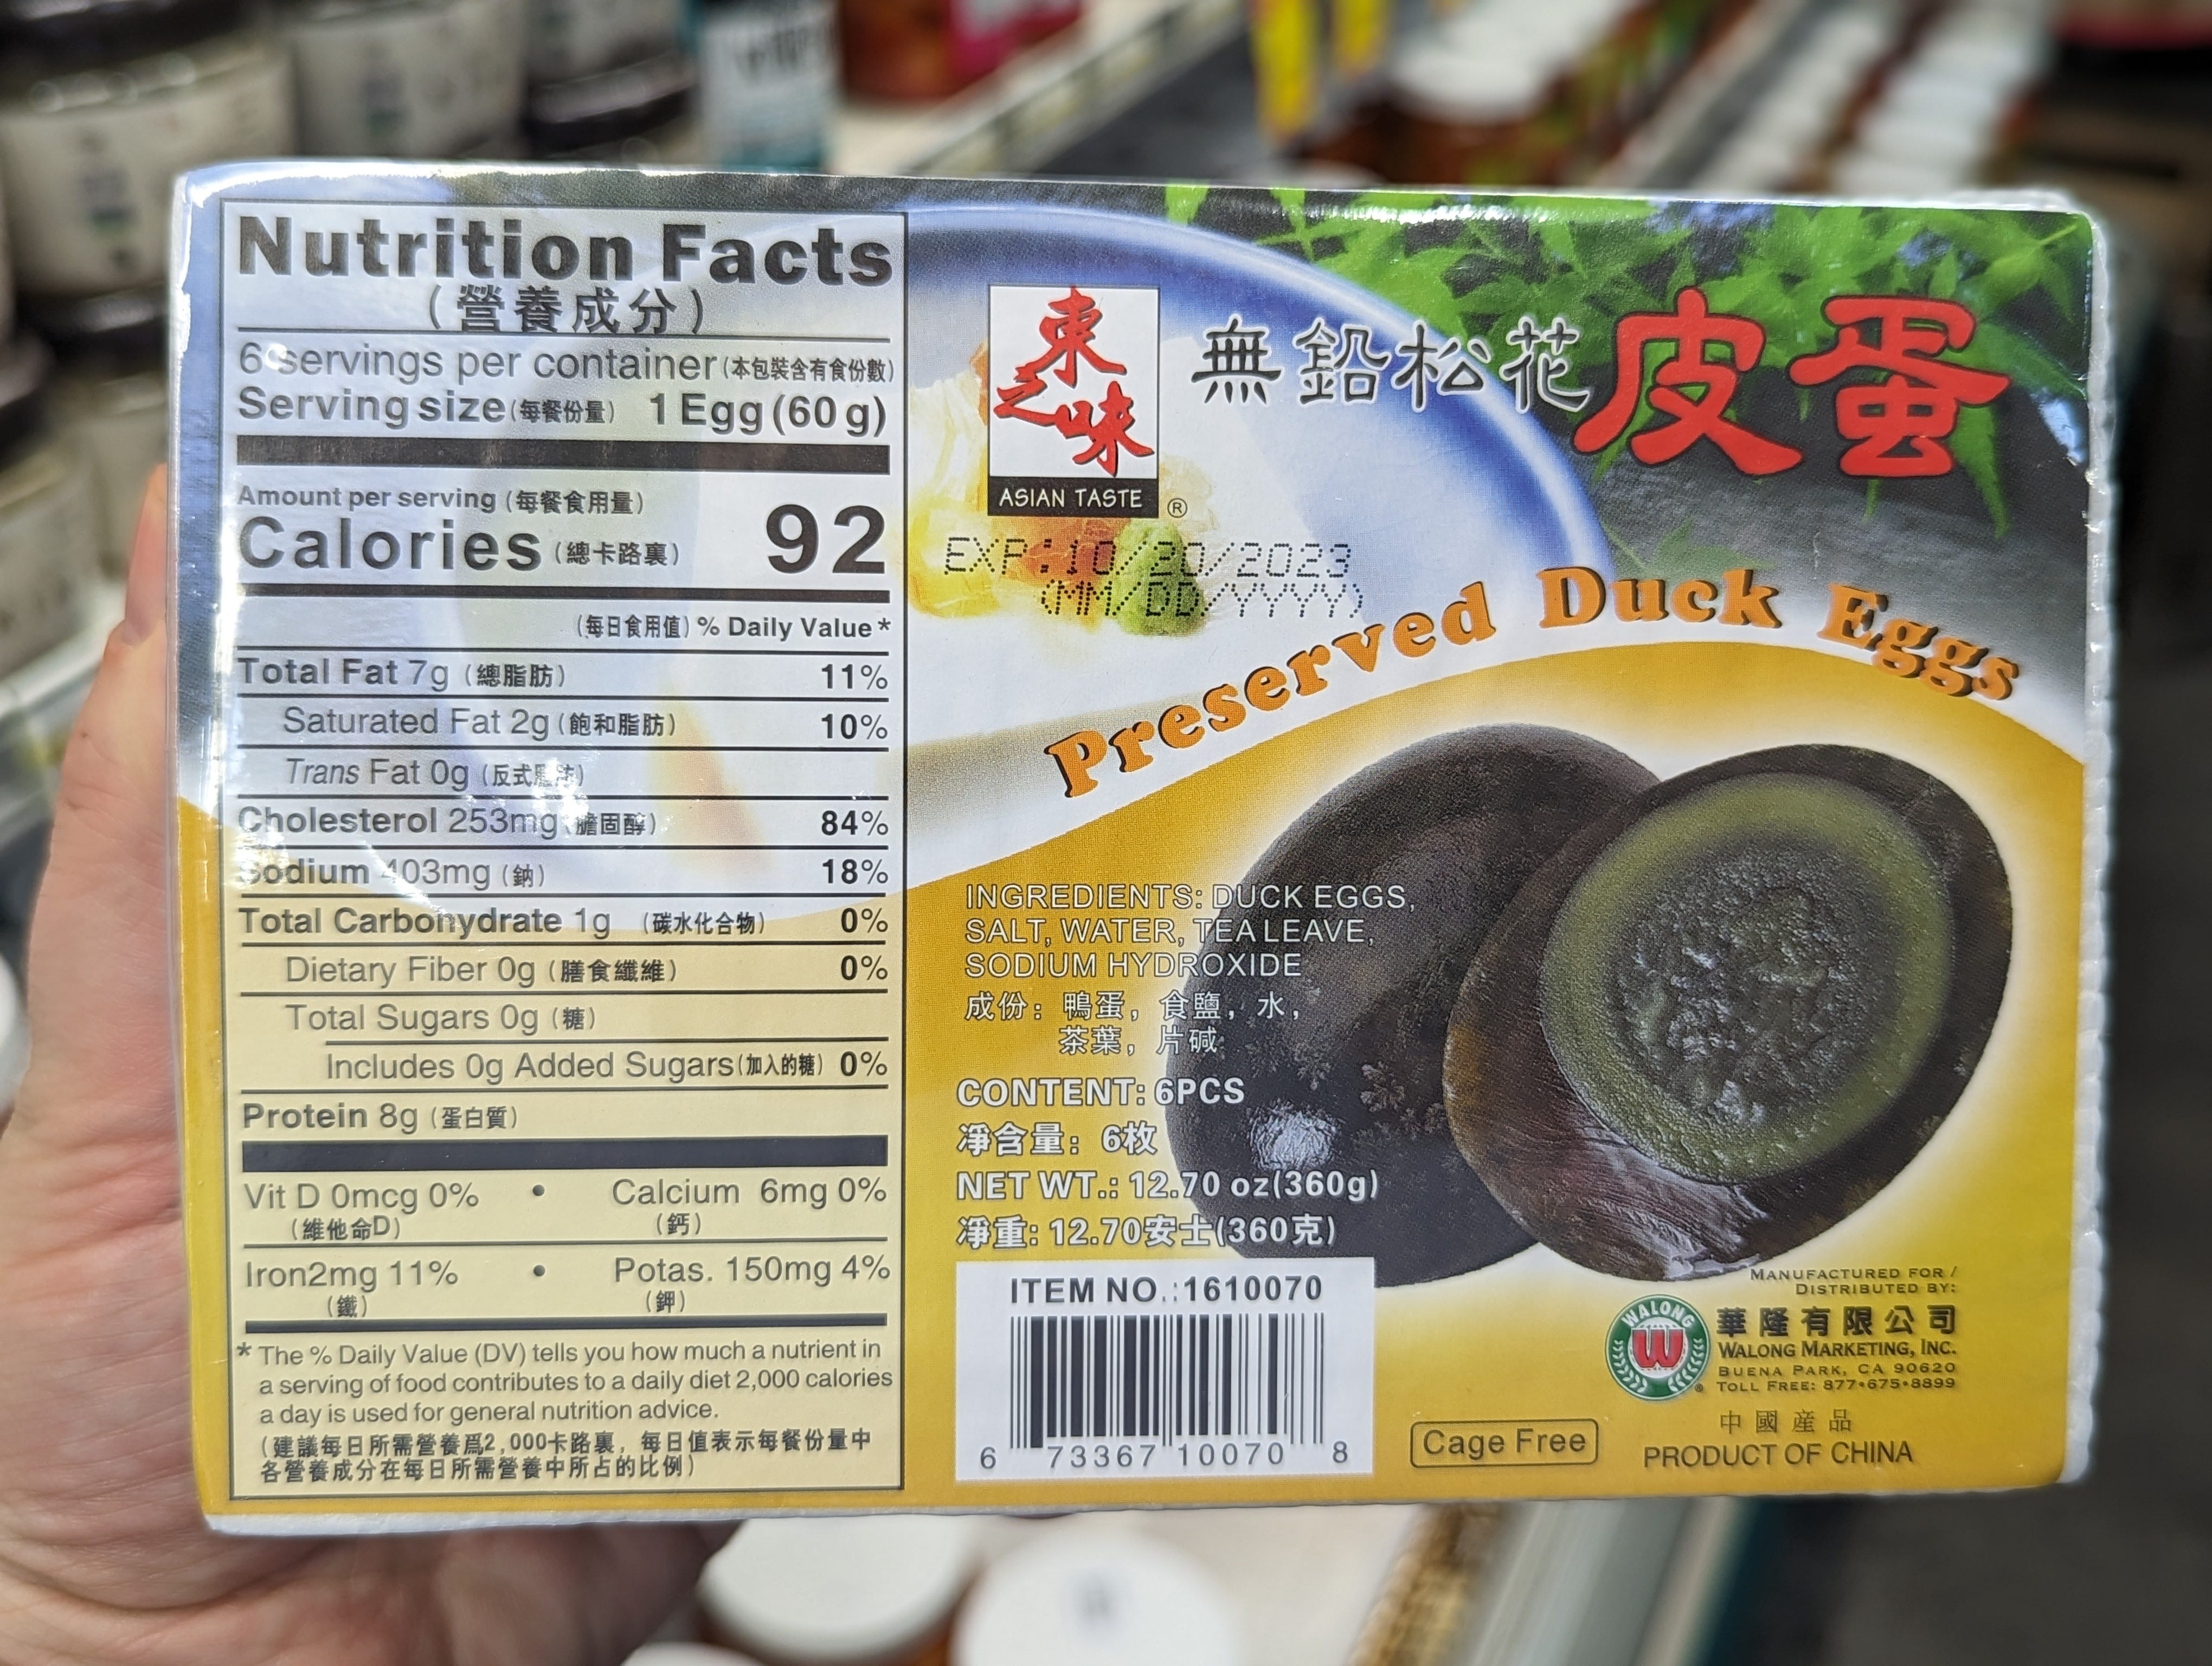 Nutrition Facts
(營養成分)
6 servings per container(本包裝含有食份數)
Serving size(每餐份量) 1 Egg (60 g)
Amount per serving (每餐食用量)
Calories (總卡路裏) 92
(每日食用值) % Daily Value*
Total Fat 7g (總脂肪) 11%
Saturated Fat 2g (飽和脂肪) 10%
Trans Fat 0g (反式脂肪)
Cholesterol 253mg (膽固醇) 84%
Sodium 403mg (鈉) 18%
Total Carbohydrate 1g (碳水化合物) 0%
Dietary Fiber 0g (膳食纖維) 0%
Total Sugars 0g (糖)
Includes 0g Added Sugars(加入的糖) 0%
Protein 8g (蛋白質)
Vit D 0mcg 0% • Calcium 6mg 0%
(維他命D) (鈣)
Iron2mg 11% • Potas. 150mg 4%
(鐵) (鉀)
* The % Daily Value (DV) tells you how much a nutrient in
a serving of food contributes to a daily diet 2,000 calories
a day is used for general nutrition advice.
(建議每日所需營養爲2,000卡路裏，每日值表示每餐份量中
各營養成分在每日所需營養中所占的比例)
東之味
ASIAN TASTE ®
無鉛松花皮蛋
EXP:10/20/2023
(MM/DD/YYYY)
Preserved Duck Eggs
INGREDIENTS: DUCK EGGS,
SALT, WATER, TEA LEAVE,
SODIUM HYDROXIDE
成份：鴨蛋，食鹽，水，
茶葉，片碱
CONTENT: 6PCS
凈含量：6枚
NET WT.: 12.70 oz(360g)
凈重: 12.70安士(360克)
ITEM NO.:1610070
6 73367 10070 8
MANUFACTURED FOR /
DISTRIBUTED BY:
WALONG
W ®
華隆有限公司
WALONG MARKETING, INC.
BUENA PARK, CA 90620
TOLL FREE: 877•675•8899
Cage Free
中國産品
PRODUCT OF CHINA